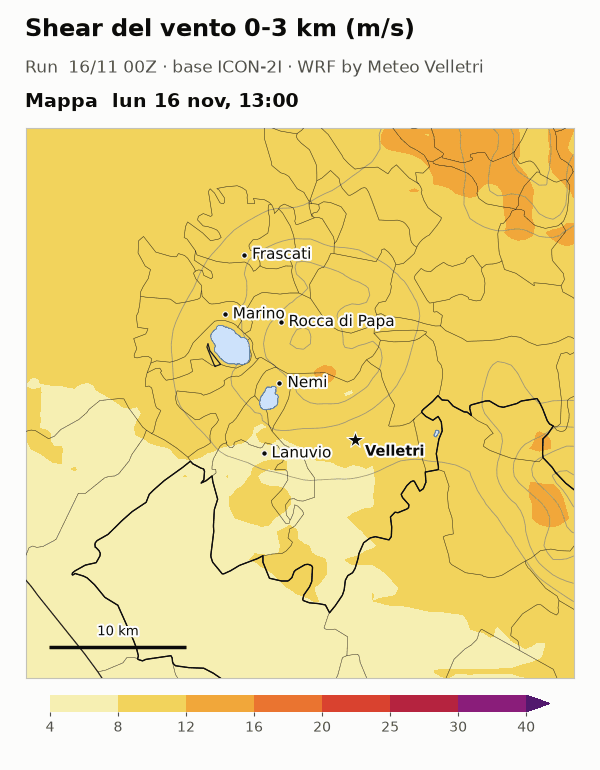 Shear del vento 0-3 km (m/s)
Run  16/11 00Z · base ICON-2I · WRF by Meteo Velletri
Mappa  lun 16 nov, 13:00
Frascati
Marino
Rocca di Papa
Nemi
Velletri
Lanuvio
10 km
4 8 12 16 20 25 30 40